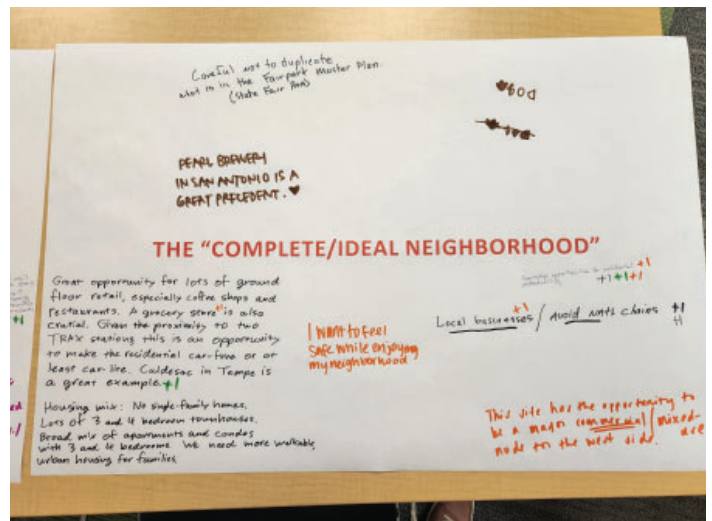 Careful not to duplicate
what is in the Fairpark Master Plan.
(State Fair Park)
PEARL BREWERY
IN SAN ANTONIO IS A
GREAT PRECEDENT. ♥
THE “COMPLETE/IDEAL NEIGHBORHOOD”
Great opportunity for lots of ground
floor retail, especially coffee shops and
restaurants. A grocery store +1 is also
crucial. Given the proximity to two
TRAX stations this is an opportunity
to make the residential car-free or at
least car-lite. Culdesac in Tempe is
a great example. +1
Housing mix: No single-family homes.
Lots of 3 and 4 bedroom townhouses.
Broad mix of apartments and condos
with 3 and 4 bedrooms. We need more walkable,
urban housing for families.
I want to feel
safe while enjoying
my neighborhood
+1
+1 +1 +1
+1
Local businesses / Avoid chains +1
This site has the opportunity to
be a major commercial / mixed-use
node for the west side.
+1